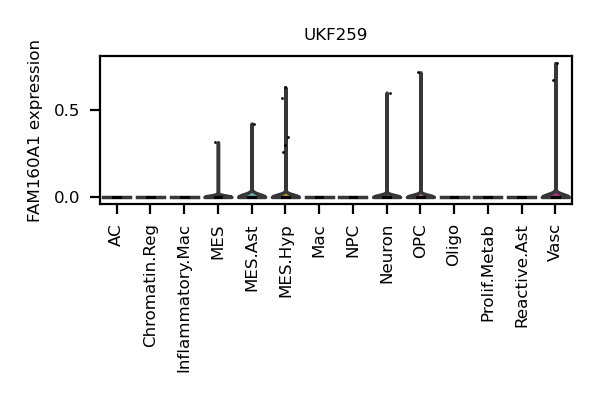 UKF259
FAM160A1 expression
0.5
0.0
AC
Chromatin.Reg
Inflammatory.Mac
MES
MES.Ast
MES.Hyp
Mac
NPC
Neuron
OPC
Oligo
Prolif.Metab
Reactive.Ast
Vasc